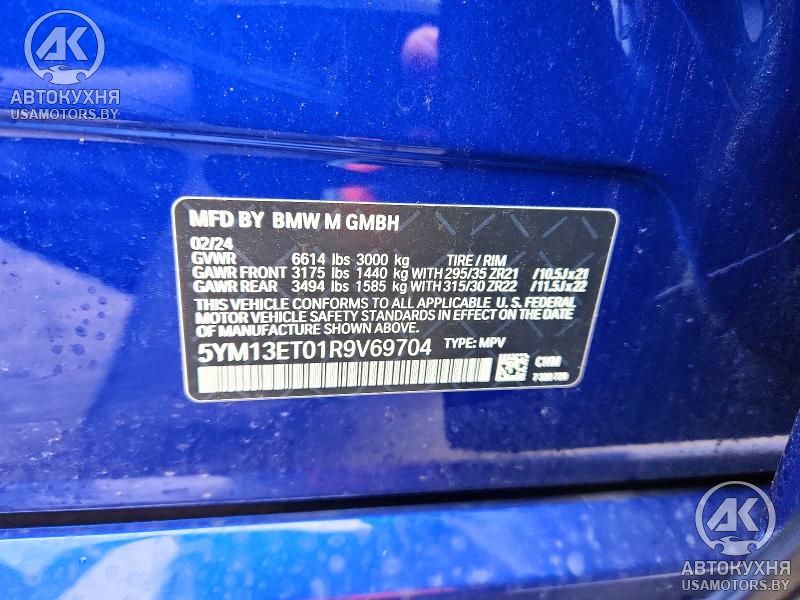 AK
АВТОКУХНЯ
USAMOTORS.BY
MFD BY BMW M GMBH
02/24
GVWR 6614 lbs 3000 kg TIRE / RIM
GAWR FRONT 3175 lbs 1440 kg WITH 295/35 ZR21 /10.5Jx21
GAWR REAR 3494 lbs 1585 kg WITH 315/30 ZR22 /11.5Jx22
THIS VEHICLE CONFORMS TO ALL APPLICABLE U. S. FEDERAL
MOTOR VEHICLE SAFETY STANDARDS IN EFFECT ON THE DATE
OF MANUFACTURE SHOWN ABOVE.
5YM13ET01R9V69704 TYPE: MPV
AK
АВТОКУХНЯ
USAMOTORS.BY